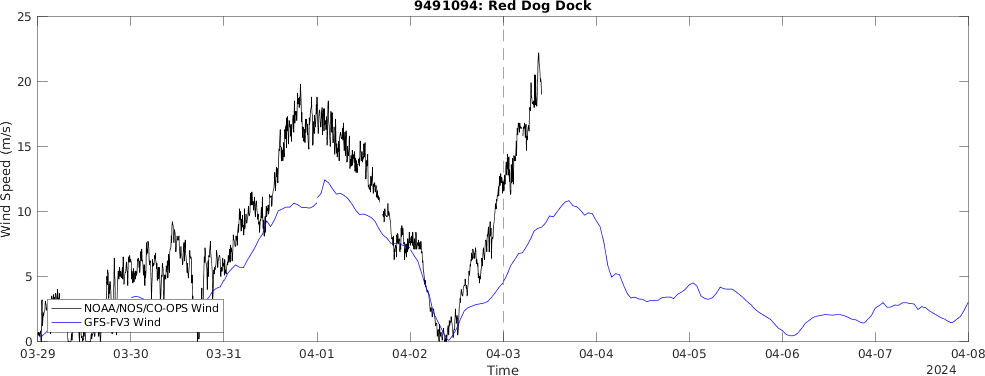 9491094: Red Dog Dock
Wind Speed (m/s)
25
20
15
10
5
0
NOAA/NOS/CO-OPS Wind
GFS-FV3 Wind
03-29 03-30 03-31 04-01 04-02 04-03 04-04 04-05 04-06 04-07 04-08
Time
2024